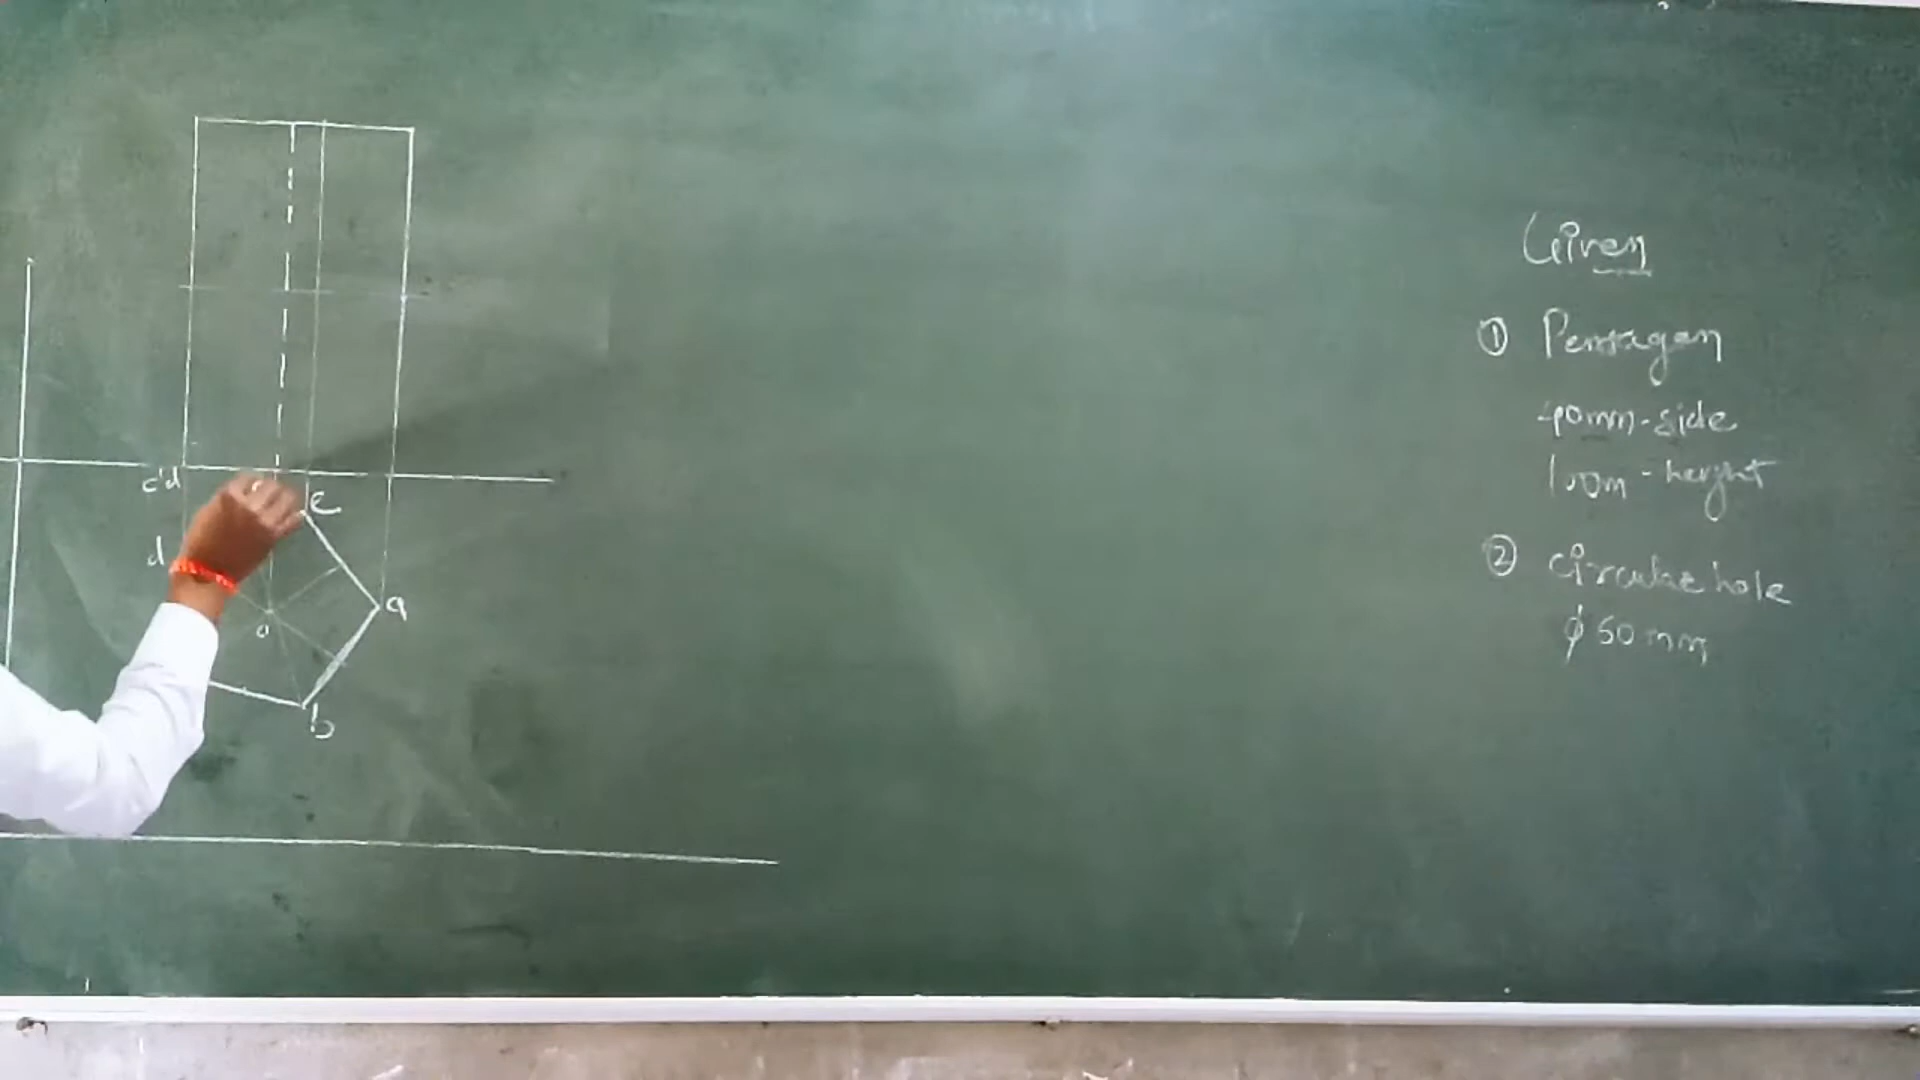 c'd'
e
d
a
o
b
Given
① Pentagon
40mm-side
100m-height
② circular hole
ϕ 50 mm